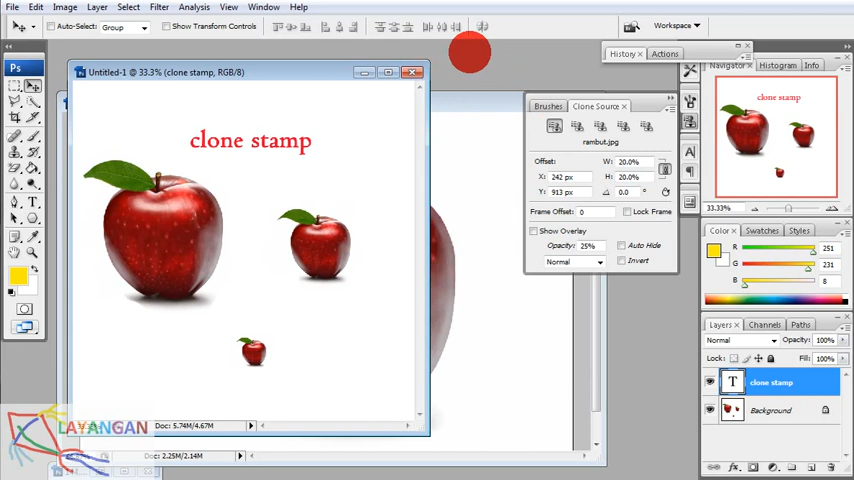 File Edit Image Layer Select Filter Analysis View Window Help
Auto-Select: Group Show Transform Controls
Workspace
History Actions
Ps
Untitled-1 @ 33.3% (clone stamp, RGB/8)
clone stamp
Doc: 5.74M/4.67M
Doc: 2.25M/2.14M
LAYANGAN
Brushes Clone Source
rambut.jpg
Offset: W: 20.0%
X: 242 px H: 20.0%
Y: 913 px 0.0 °
Frame Offset: 0 Lock Frame
Show Overlay
Opacity: 25% Auto Hide
Normal Invert
Navigator Histogram Info
clone stamp
33.33%
Color Swatches Styles
R 251
G 231
B 8
Layers Channels Paths
Normal Opacity: 100%
Lock: Fill: 100%
T clone stamp
Background